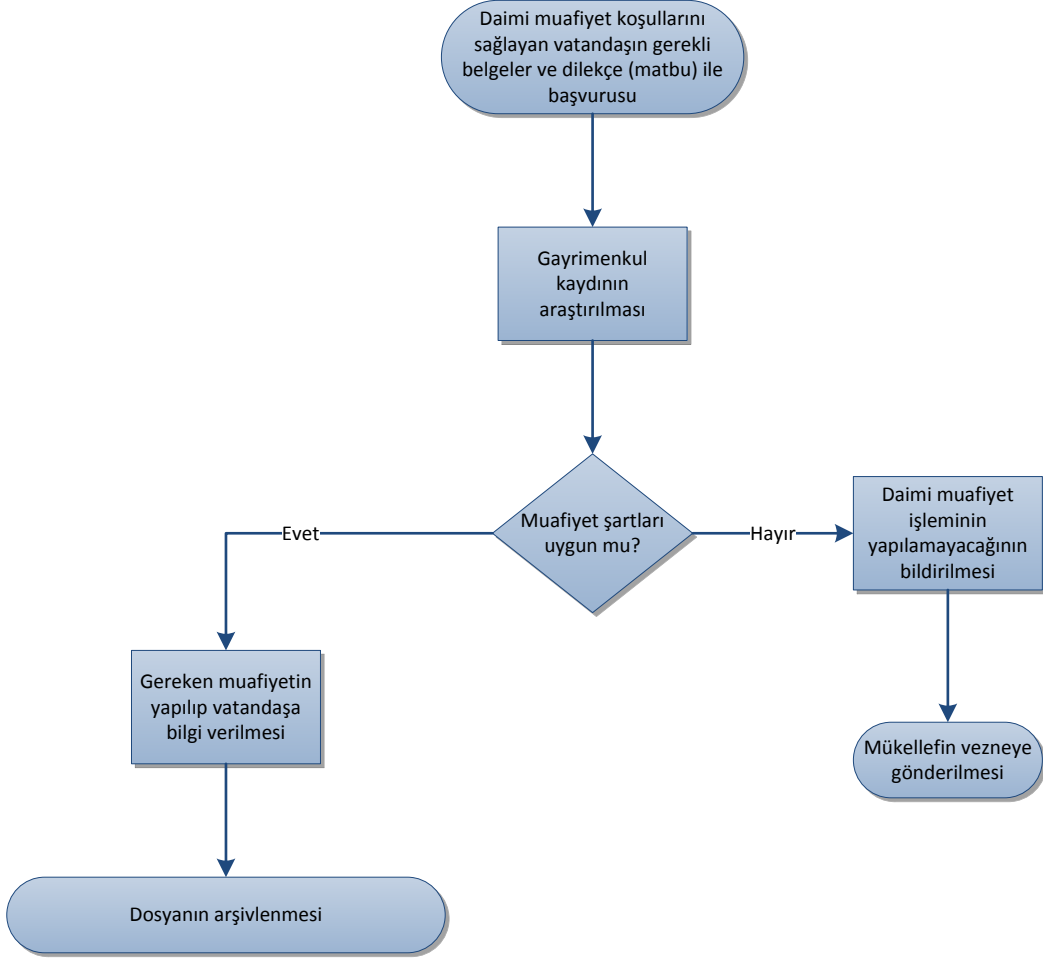 Daimi muafiyet koşullarını
sağlayan vatandaşın gerekli
belgeler ve dilekçe (matbu) ile
başvurusu
Gayrimenkul
kaydının
araştırılması
Muafiyet şartları
uygun mu?
Evet
Hayır
Daimi muafiyet
işleminin
yapılamayacağının
bildirilmesi
Gereken muafiyetin
yapılıp vatandaşa
bilgi verilmesi
Mükellefin vezneye
gönderilmesi
Dosyanın arşivlenmesi